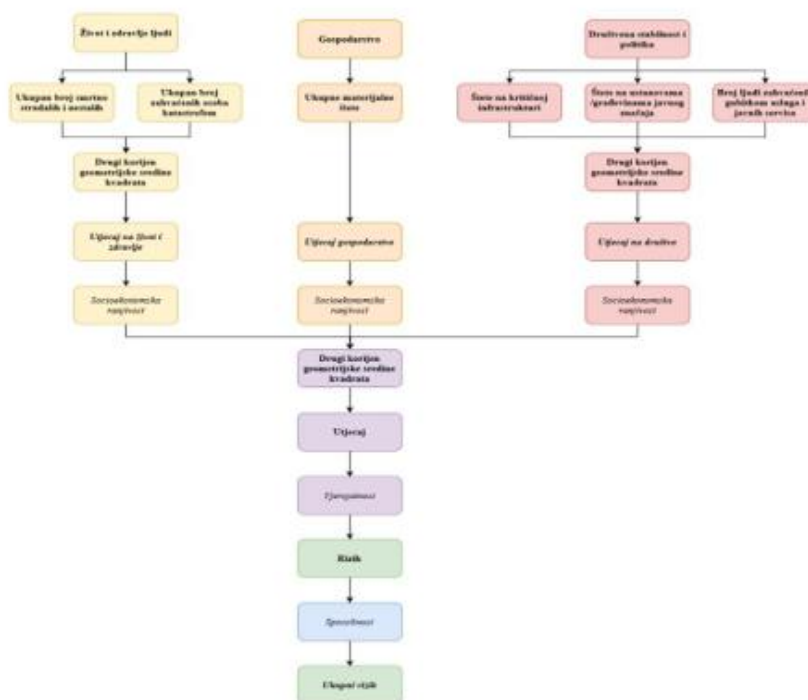 Život i zdravlje ljudi
Gospodarstvo
Društvena stabilnost i
politika
Ukupan broj smrtno
stradalih i nestalih
Ukupan broj
zahvaćenih osoba
katastrofom
Ukupne materijalne
štete
Štete na kritičnoj
infrastrukturi
Štete na ustanovama
/građevinama javnog
značaja
Broj ljudi zahvaćenih
gubitkom usluga i
javnih servisa
Drugi korijen
geometrijske sredine
kvadrata
Drugi korijen
geometrijske sredine
kvadrata
Utjecaj na život i
zdravlje
Utjecaj gospodarstvo
Utjecaj na društvo
Socioekonomska
ranjivost
Socioekonomska
ranjivost
Socioekonomska
ranjivost
Drugi korijen
geometrijske sredine
kvadrata
Utjecaj
Vjerojatnost
Rizik
Sposobnost
Ukupni rizik